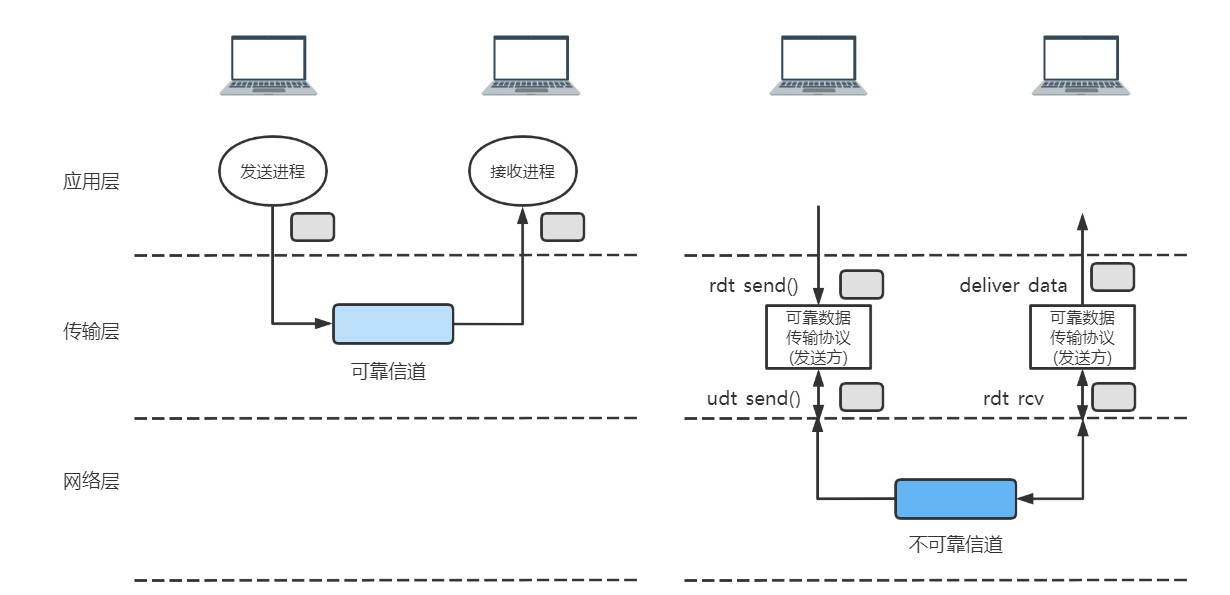 发送进程
接收进程
应用层
rdt send()
deliver data
可靠数据
传输协议
(发送方)
可靠数据
传输协议
(发送方)
传输层
可靠信道
udt send()
rdt rcv
网络层
不可靠信道